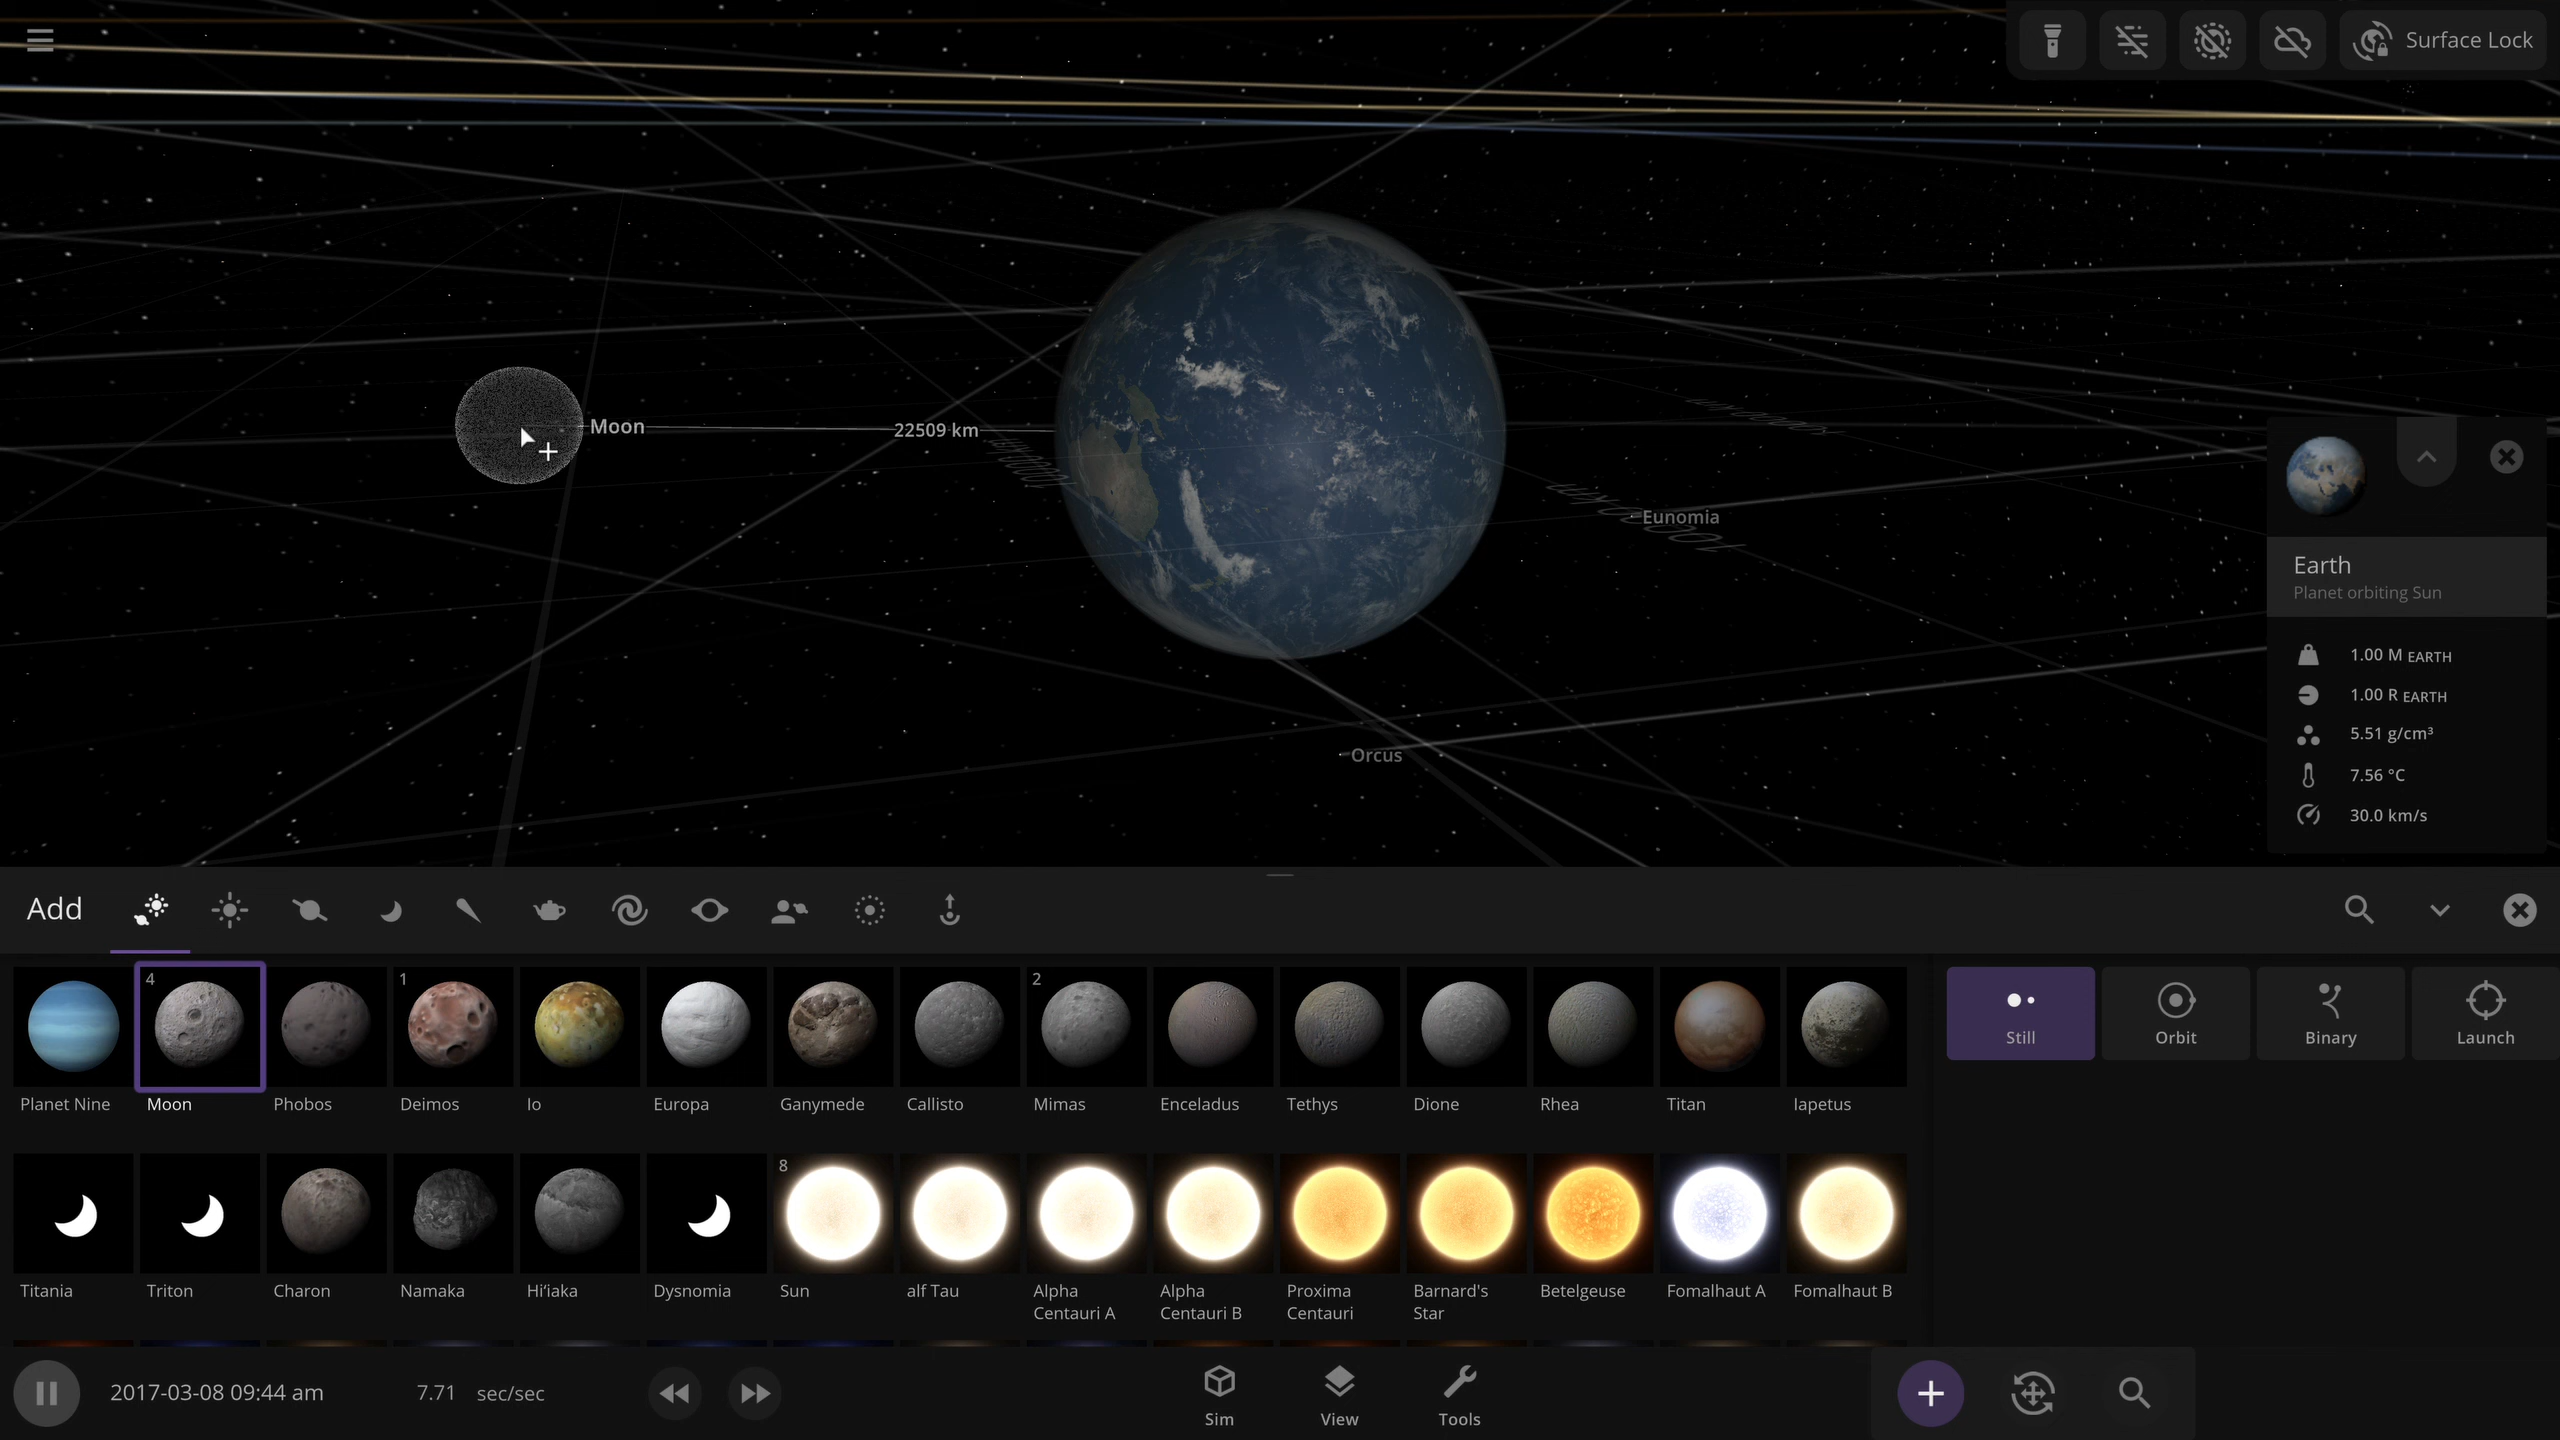 Surface Lock
Moon
22509 km
Eunomia
Orcus
Earth
Planet orbiting Sun
1.00 M EARTH
1.00 R EARTH
5.51 g/cm³
7.56 °C
30.0 km/s
Add
4
1
2
Planet Nine
Moon
Phobos
Deimos
Io
Europa
Ganymede
Callisto
Mimas
Enceladus
Tethys
Dione
Rhea
Titan
Iapetus
Still
Orbit
Binary
Launch
8
Titania
Triton
Charon
Namaka
Hiʻiaka
Dysnomia
Sun
alf Tau
Alpha
Centauri A
Alpha
Centauri B
Proxima
Centauri
Barnard's
Star
Betelgeuse
Fomalhaut A
Fomalhaut B
2017-03-08 09:44 am
7.71 sec/sec
Sim
View
Tools